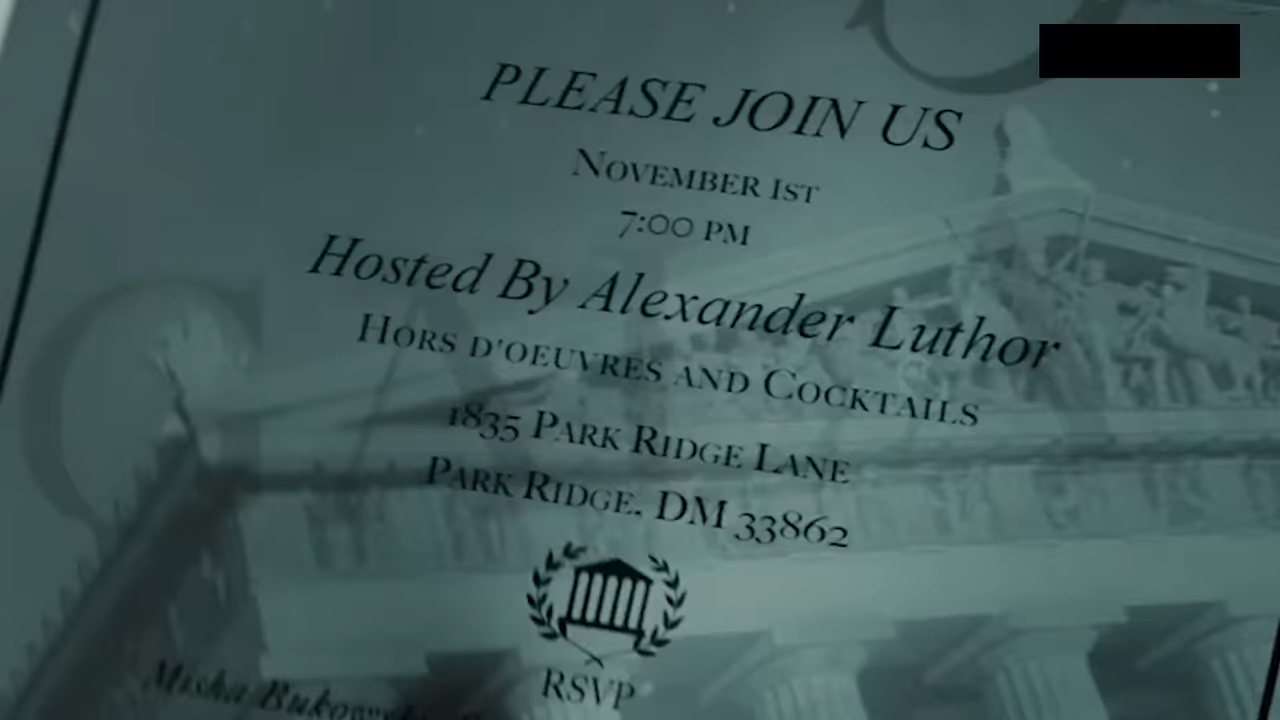 PLEASE JOIN US
NOVEMBER 1ST
7:00 PM
Hosted By Alexander Luthor
HORS D'OEUVRES AND COCKTAILS
1835 PARK RIDGE LANE
PARK RIDGE, DM 33862
RSVP
Misha